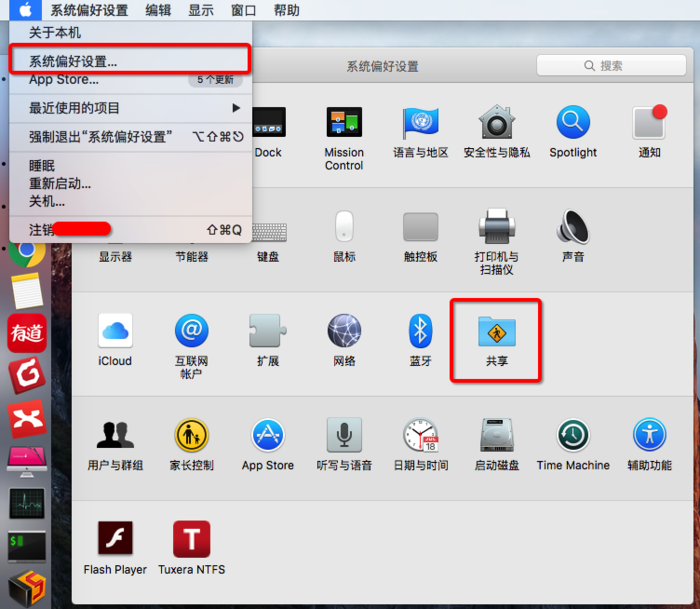 系统偏好设置 编辑 显示 窗口 帮助
关于本机
系统偏好设置...
App Store... 5 个更新
最近使用的项目
强制退出“系统偏好设置” ⌥⇧⌘⎋
睡眠
重新启动...
关机...
注销 ⇧⌘Q
系统偏好设置
搜索
Dock
Mission
Control
语言与地区
安全性与隐私
Spotlight
通知
显示器
节能器
键盘
鼠标
触控板
打印机与
扫描仪
声音
iCloud
互联网
帐户
扩展
网络
蓝牙
共享
用户与群组
家长控制
App Store
听写与语音
JUL
18
日期与时间
启动磁盘
Time Machine
辅助功能
Flash Player
T
Tuxera NTFS
有道
$